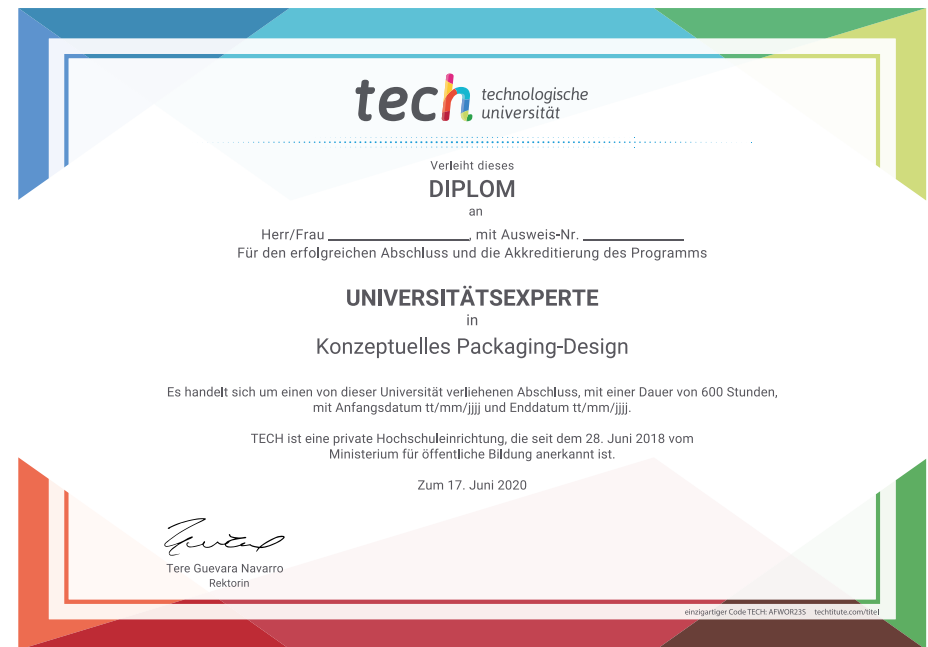 tech technologische
universität
Verleiht dieses
DIPLOM
an
Herr/Frau ____________________, mit Ausweis-Nr. ____________________
Für den erfolgreichen Abschluss und die Akkreditierung des Programms
UNIVERSITÄTSEXPERTE
in
Konzeptuelles Packaging-Design
Es handelt sich um einen von dieser Universität verliehenen Abschluss, mit einer Dauer von 600 Stunden,
mit Anfangsdatum tt/mm/jjjj und Enddatum tt/mm/jjjj.
TECH ist eine private Hochschuleinrichtung, die seit dem 28. Juni 2018 vom
Ministerium für öffentliche Bildung anerkannt ist.
Zum 17. Juni 2020
Tere Guevara Navarro
Rektorin
einzigartiger Code TECH: AFWOR23S techtitute.com/titel